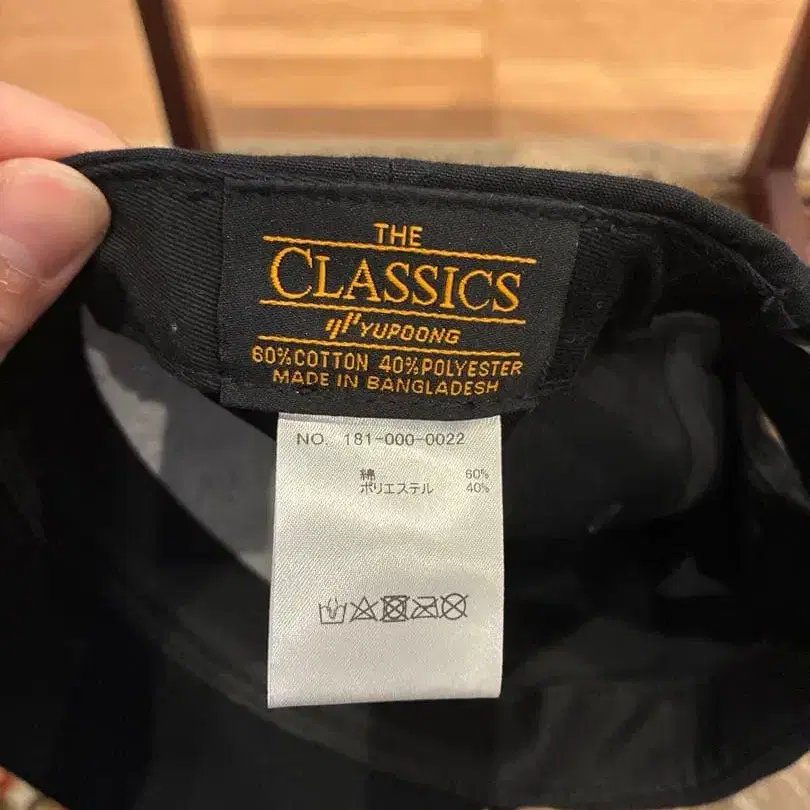 THE
CLASSICS
YUPOONG
60%COTTON 40%POLYESTER
MADE IN BANGLADESH
NO. 181-000-0022
綿 60%
ポリエステル 40%